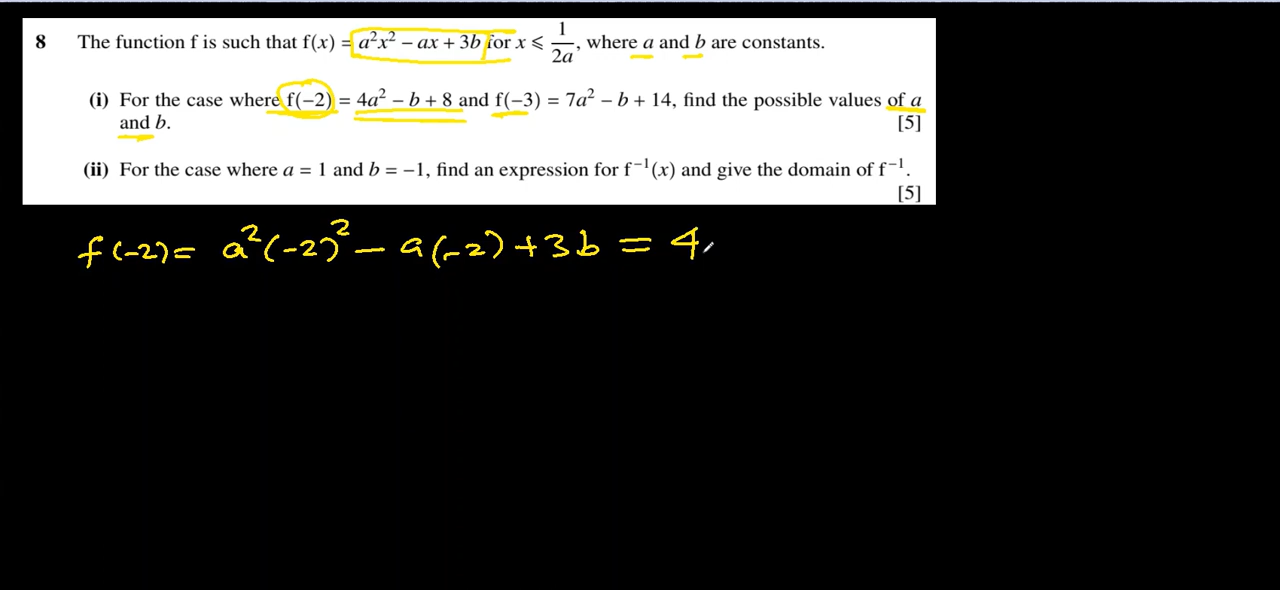 8 The function f is such that f(x) = a²x² − ax + 3b for x ⩽ 1/2a, where a and b are constants.
(i) For the case where f(−2) = 4a² − b + 8 and f(−3) = 7a² − b + 14, find the possible values of a
and b. [5]
(ii) For the case where a = 1 and b = −1, find an expression for f⁻¹(x) and give the domain of f⁻¹.
[5]
f(-2) = a²(-2)² − a(-2) + 3b = 4